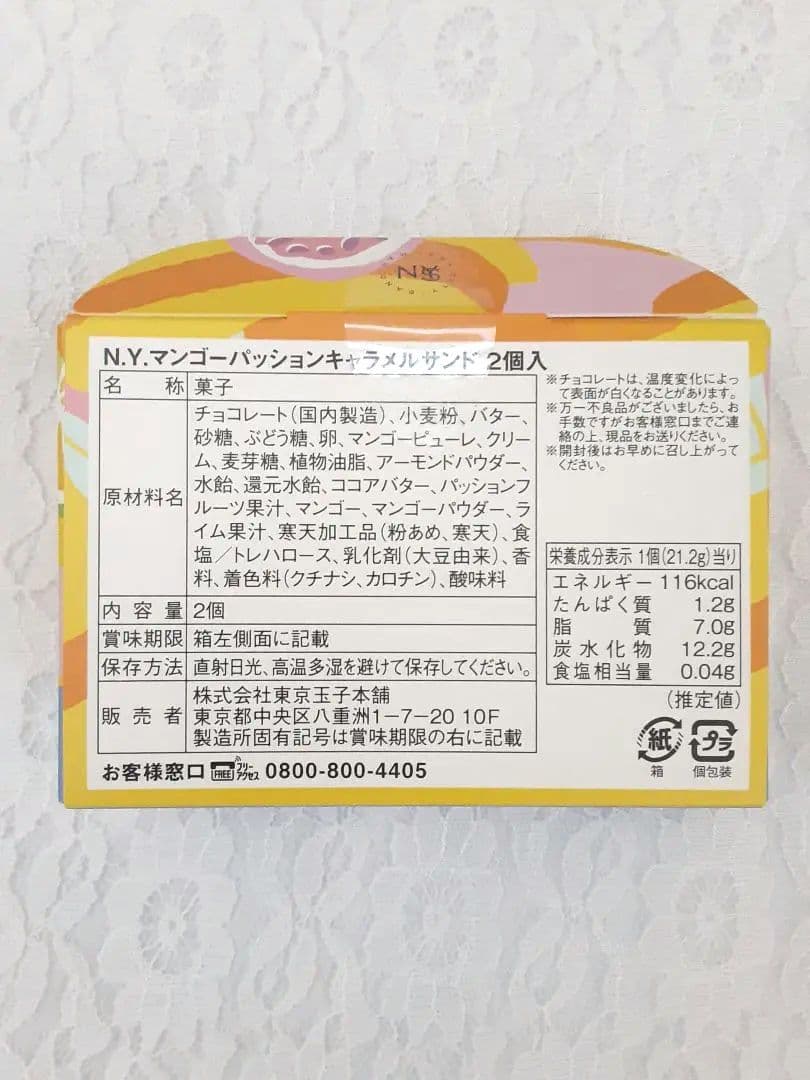 N.Y.マンゴーパッションキャラメルサンド 2個入
名称 菓子
原材料名
チョコレート(国内製造)、小麦粉、バター、
砂糖、ぶどう糖、卵、マンゴーピューレ、クリー
ム、麦芽糖、植物油脂、アーモンドパウダー、
水飴、還元水飴、ココアバター、パッションフ
ルーツ果汁、マンゴー、マンゴーパウダー、ラ
イム果汁、寒天加工品(粉あめ、寒天)、食
塩/トレハロース、乳化剤(大豆由来)、香
料、着色料(クチナシ、カロチン)、酸味料
内容量 2個
賞味期限 箱左側面に記載
保存方法 直射日光、高温多湿を避けて保存してください。
販売者
株式会社東京玉子本舗
東京都中央区八重洲1-7-20 10F
製造所固有記号は賞味期限の右に記載
お客様窓口 FREE フリーアクセス 0800-800-4405
※チョコレートは、温度変化によっ
て表面が白くなることがあります。
※万一不良品がございましたら、お
手数ですがお客様窓口までご連
絡の上、現品をお送りください。
※開封後はお早めに召し上がって
ください。
栄養成分表示 1個(21.2g)当り
エネルギー 116kcal
たんぱく質 1.2g
脂質 7.0g
炭水化物 12.2g
食塩相当量 0.04g
(推定値)
紙 プラ
箱 個包装